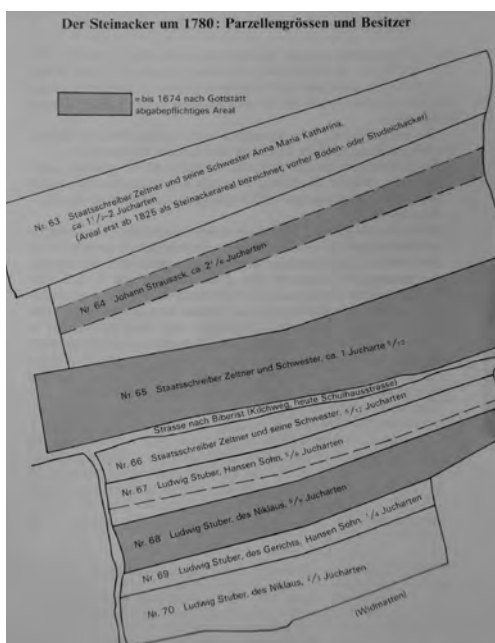 Der Steinacker um 1780: Parzellengrössen und Besitzer
= bis 1674 nach Gottstatt
abgabepflichtiges Areal
Nr. 63 Staatsschreiber Zeltner und seine Schwester Anna Maria Katharina,
ca. 1 1/2–2 Jucharten
(Areal erst ab 1825 als Steinackerareal bezeichnet, vorher Boden- oder Studeichacker)
Nr. 64 Johann Strausack, ca. Jucharten
Nr. 65 Staatsschreiber Zeltner und Schwester, ca. 1 Jucharte
Strasse nach Biberist (Kilchweg, heute Schulhausstrasse)
Nr. 66 Staatsschreiber Zeltner und seine Schwester, Jucharten
Nr. 67 Ludwig Stuber, Hansen Sohn, Jucharten
Nr. 68 Ludwig Stuber, des Niklaus, Jucharten
Nr. 69 Ludwig Stuber, des Gerichts, Hansen Sohn, Jucharten
Nr. 70 Ludwig Stuber, des Niklaus, Jucharten
(Widmatten)